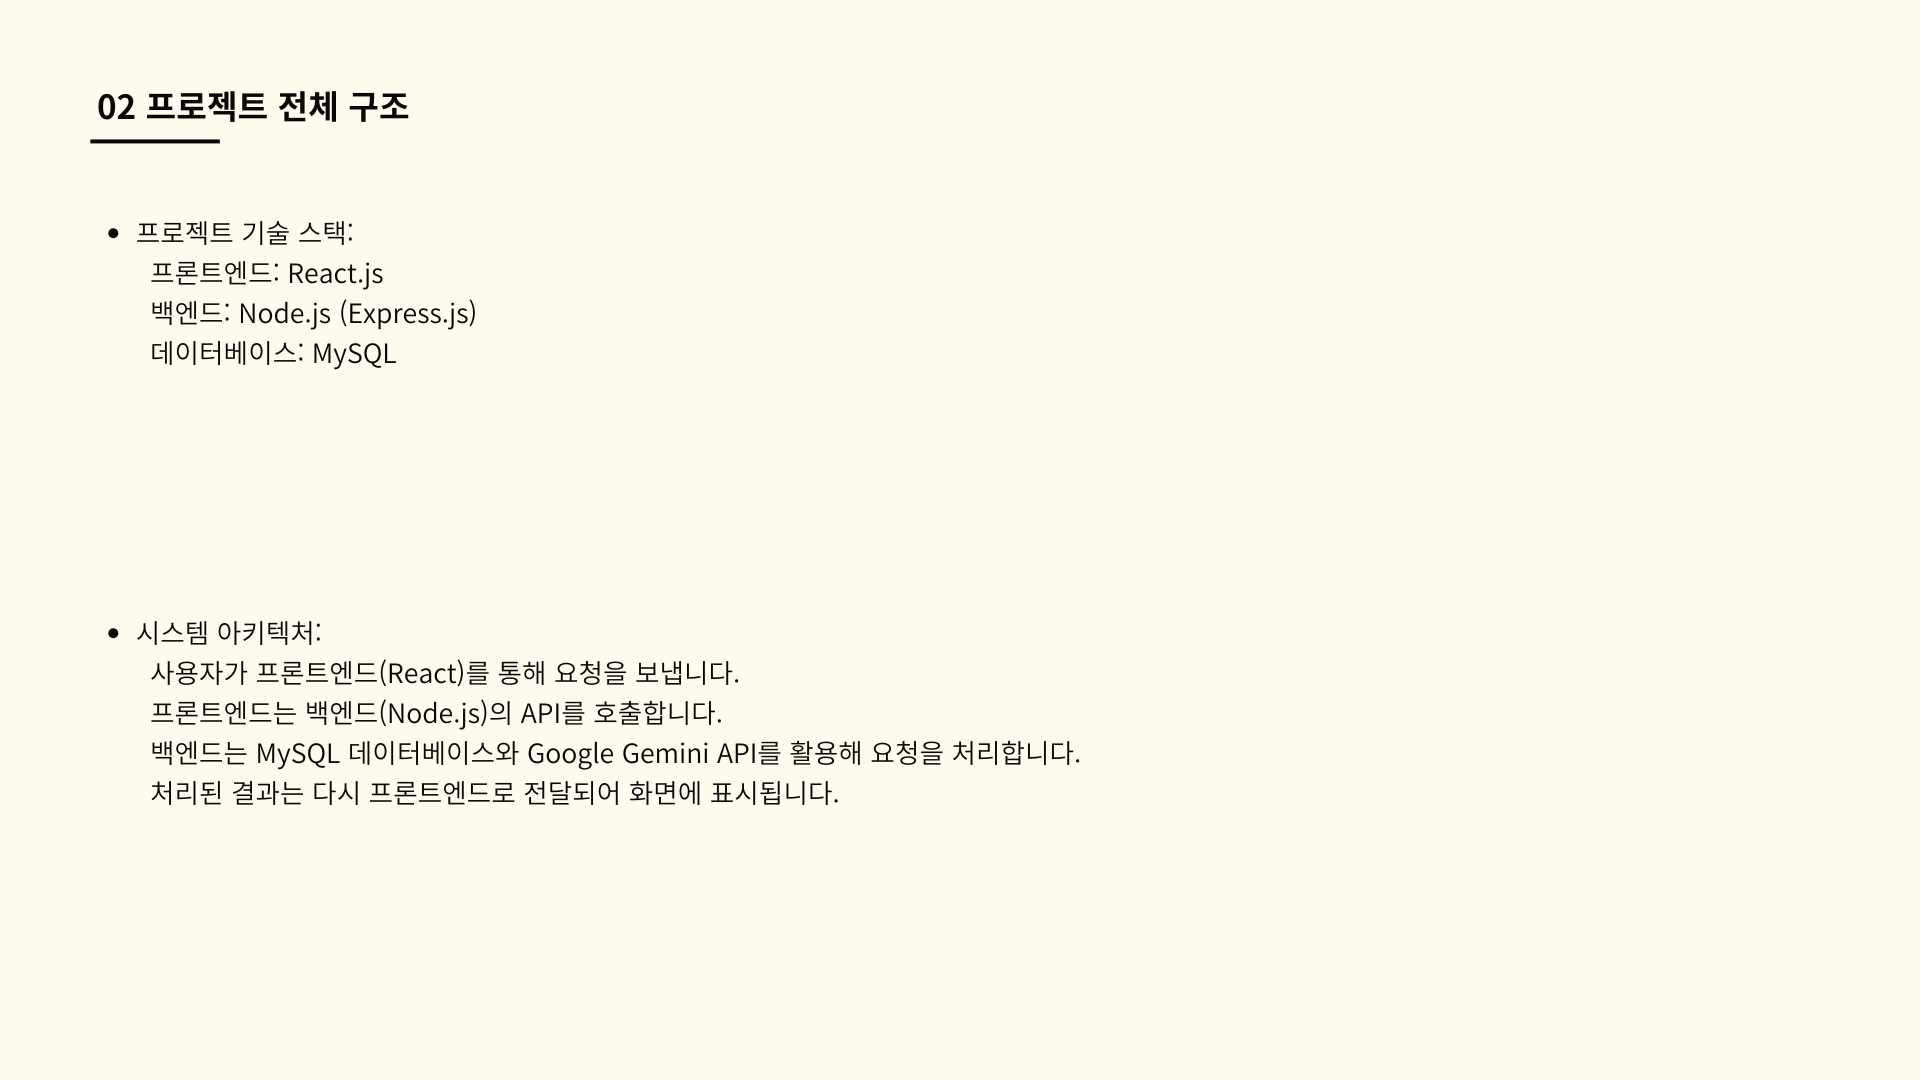 02 프로젝트 전체 구조
• 프로젝트 기술 스택:
프론트엔드: React.js
백엔드: Node.js (Express.js)
데이터베이스: MySQL
• 시스템 아키텍처:
사용자가 프론트엔드(React)를 통해 요청을 보냅니다.
프론트엔드는 백엔드(Node.js)의 API를 호출합니다.
백엔드는 MySQL 데이터베이스와 Google Gemini API를 활용해 요청을 처리합니다.
처리된 결과는 다시 프론트엔드로 전달되어 화면에 표시됩니다.